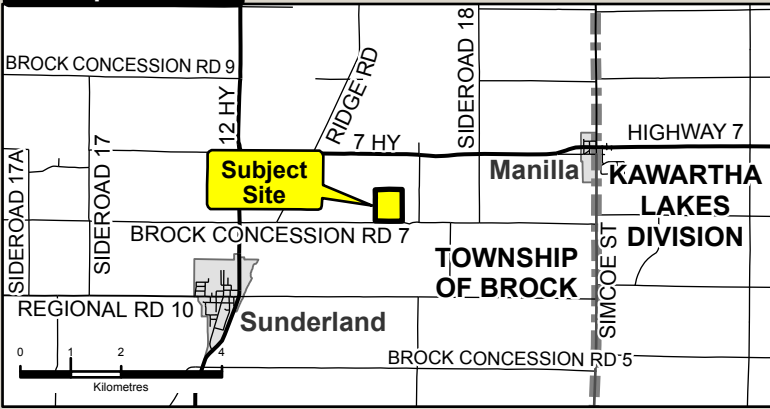 BROCK CONCESSION RD 9
SIDEROAD 17A
SIDEROAD 17
12 HY
RIDGE RD
7 HY
SIDEROAD 18
HIGHWAY 7
Manilla
KAWARTHA
LAKES
DIVISION
Subject
Site
BROCK CONCESSION RD 7
TOWNSHIP
OF BROCK
SIMCOE ST
REGIONAL RD 10
Sunderland
BROCK CONCESSION RD 5
0 1 2 4
Kilometres